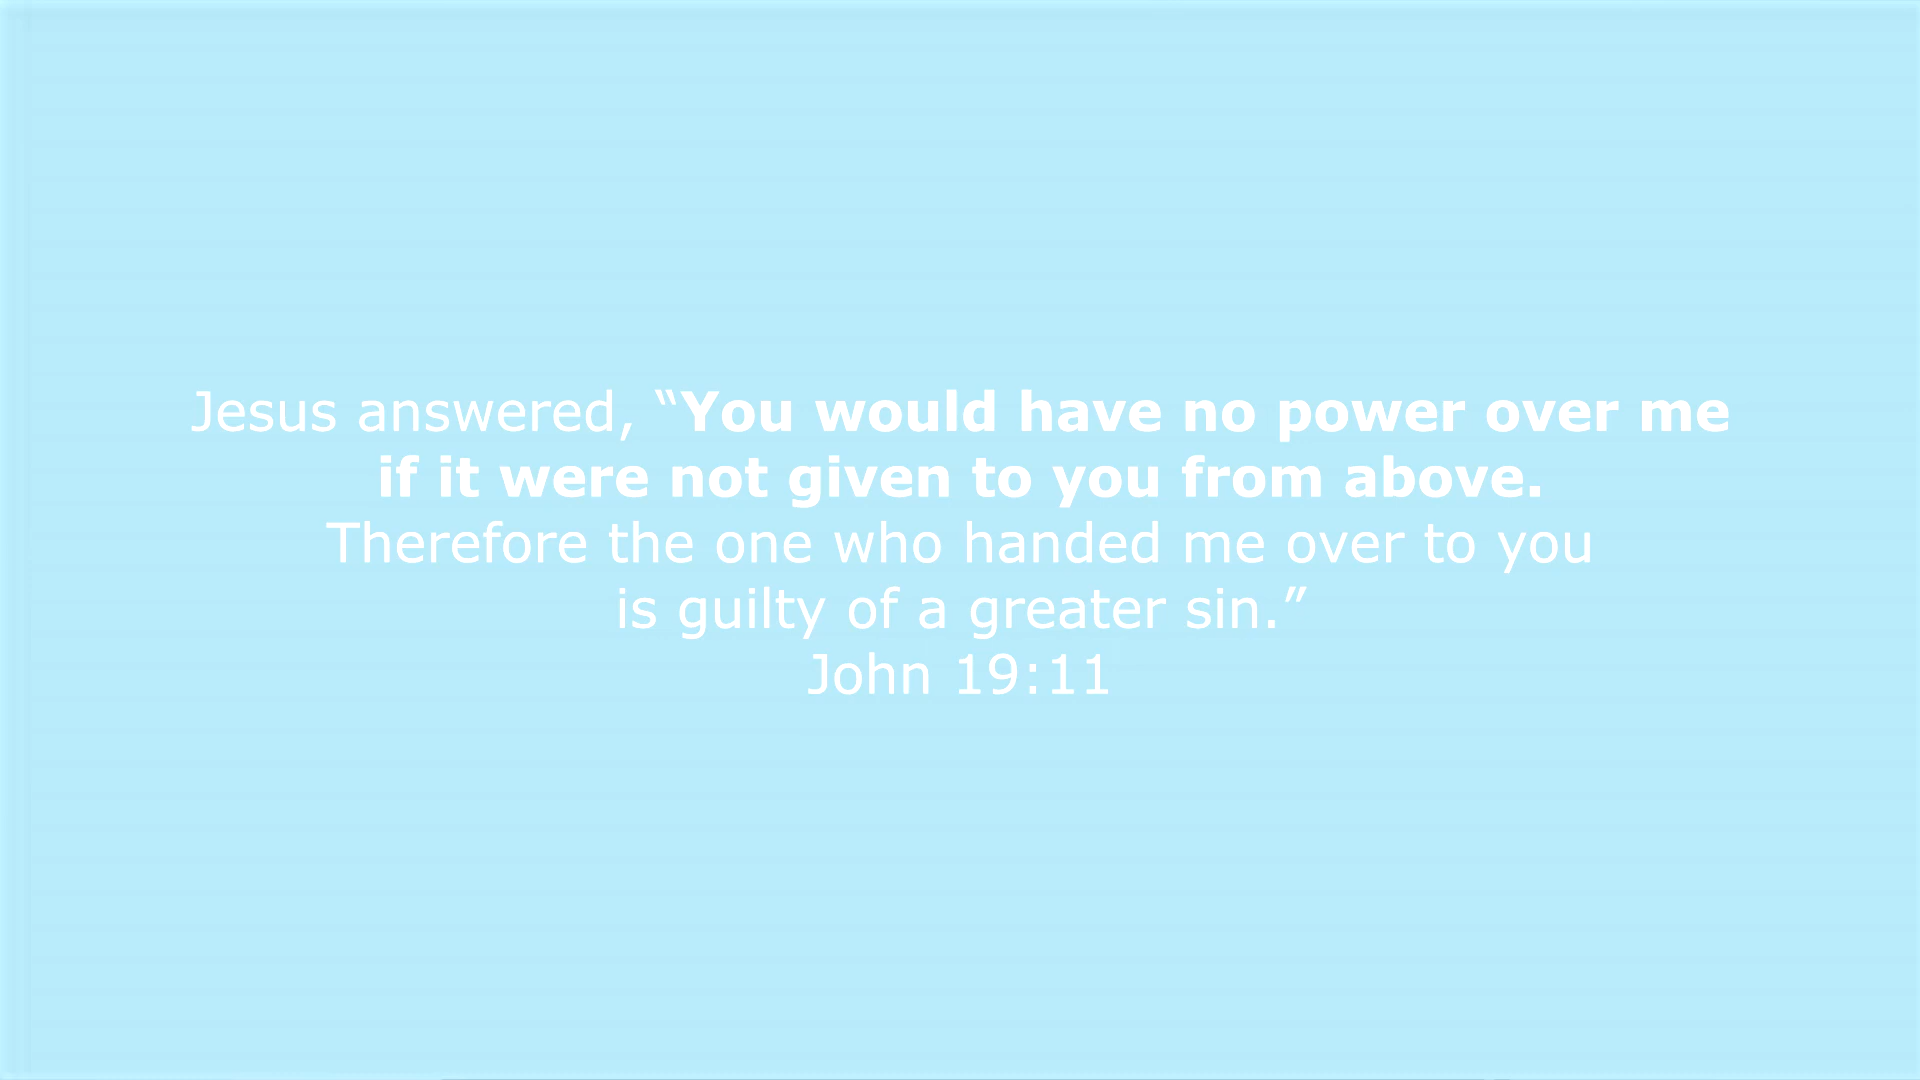 Jesus answered, “You would have no power over me
if it were not given to you from above.
Therefore the one who handed me over to you
is guilty of a greater sin.”
John 19:11